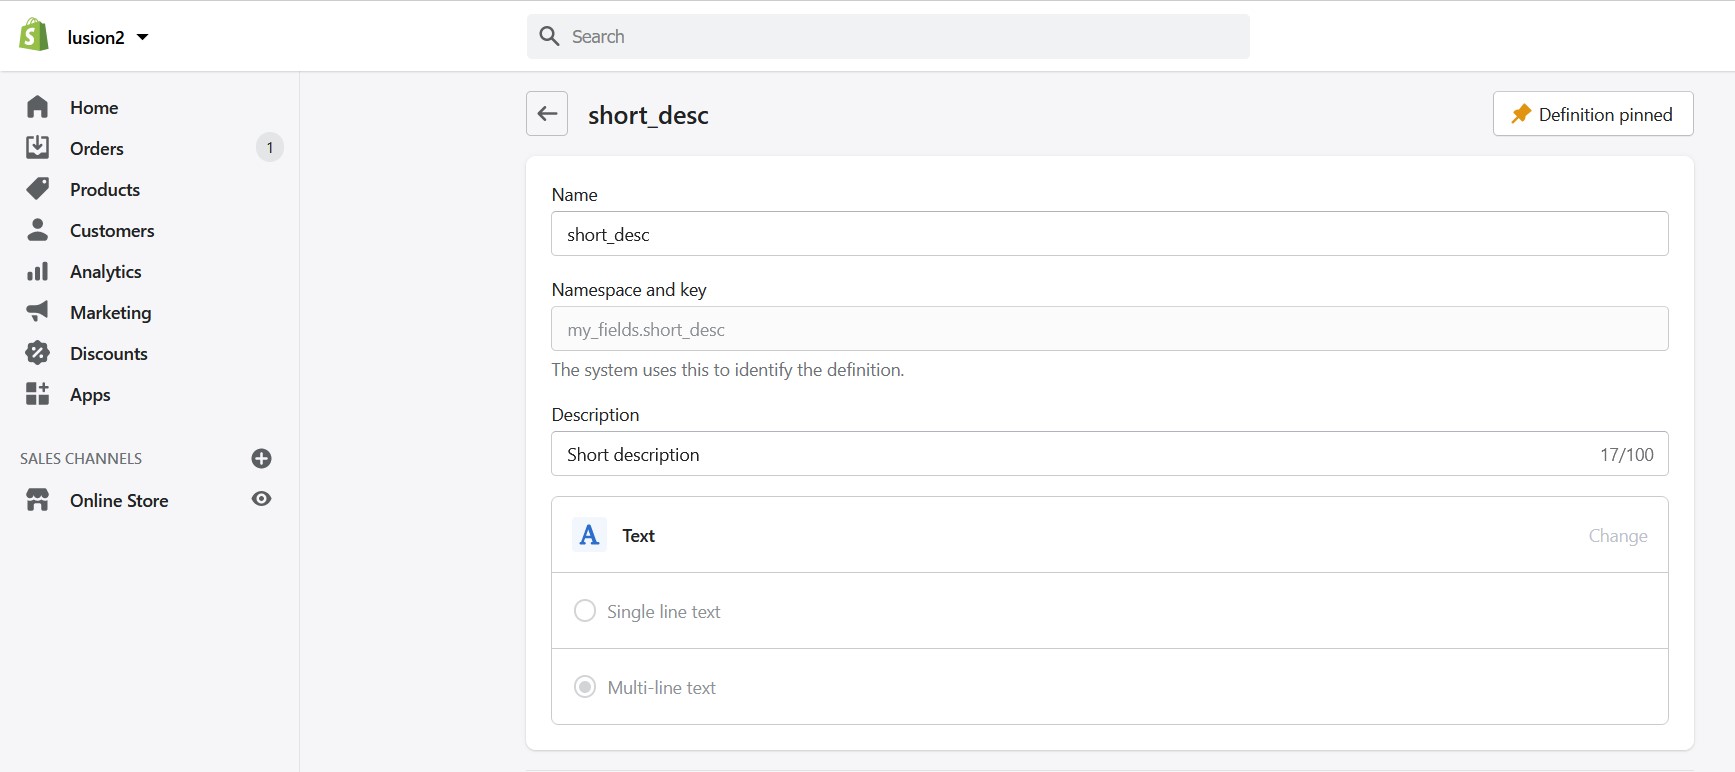 lusion2
Search
Home
Orders 1
Products
Customers
Analytics
Marketing
Discounts
Apps
SALES CHANNELS
Online Store
short_desc
Definition pinned
Name
short_desc
Namespace and key
my_fields.short_desc
The system uses this to identify the definition.
Description
Short description 17/100
A Text Change
Single line text
Multi-line text